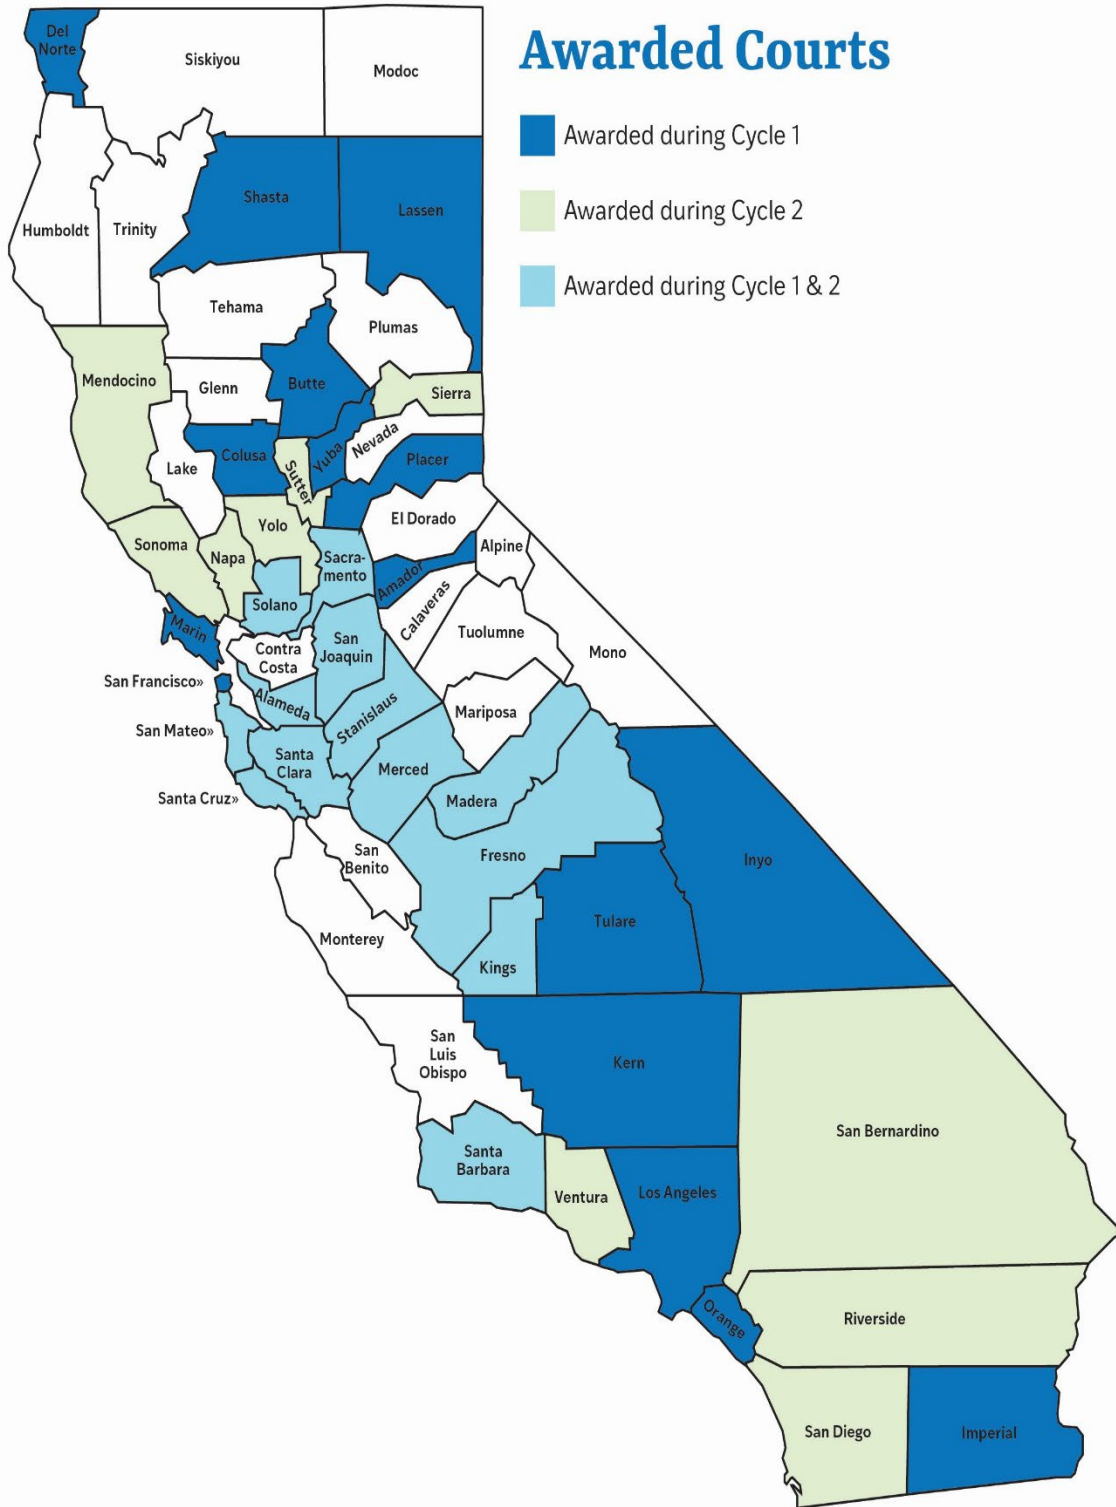 Awarded Courts
Awarded during Cycle 1
Awarded during Cycle 2
Awarded during Cycle 1 & 2
Del
Norte
Siskiyou
Modoc
Shasta
Lassen
Humboldt
Trinity
Tehama
Plumas
Mendocino
Glenn
Butte
Sierra
Colusa
Sutter
Yuba
Nevada
Placer
Lake
Sonoma
Napa
Yolo
El Dorado
Sacra-
mento
Amador
Alpine
Solano
Calaveras
Marin
Contra
Costa
San
Joaquin
Tuolumne
Mono
San Francisco»
Alameda
Stanislaus
Mariposa
San Mateo»
Santa
Clara
Merced
Santa Cruz»
Madera
San
Benito
Fresno
Inyo
Monterey
Kings
Tulare
San
Luis
Obispo
Kern
Santa
Barbara
Ventura
Los Angeles
San Bernardino
Orange
Riverside
San Diego
Imperial